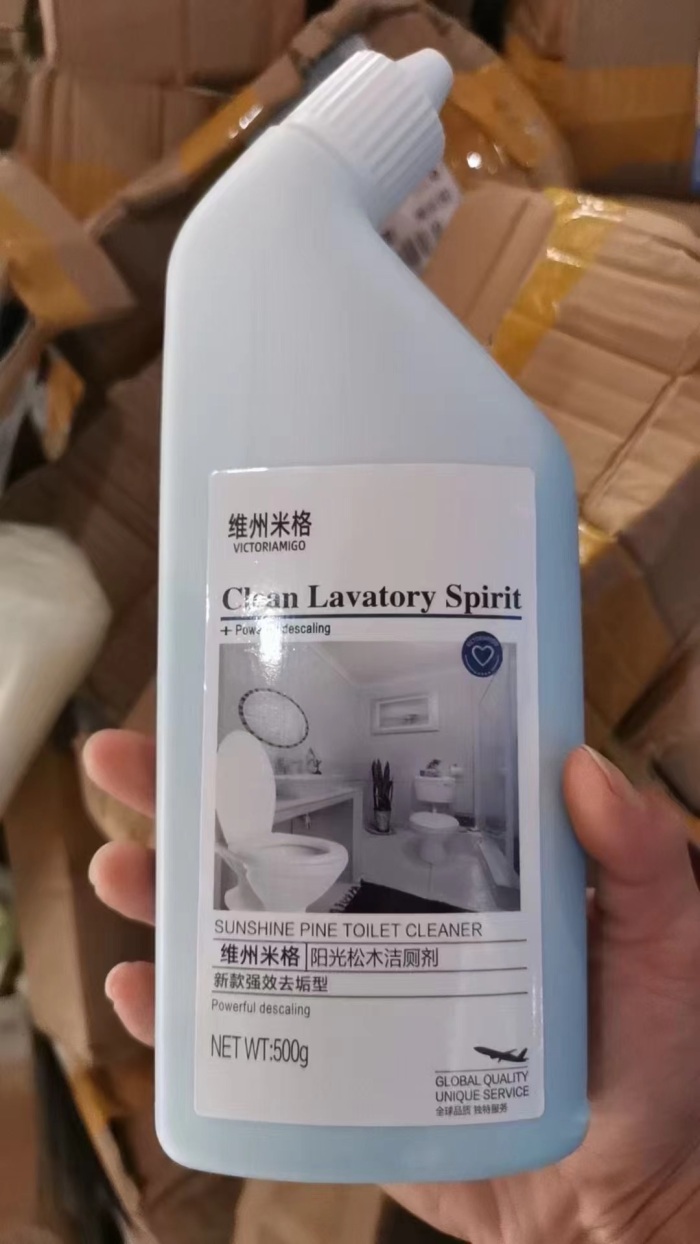 维州米格
VICTORIAMIGO
Clean Lavatory Spirit
+ Powerful descaling
SUNSHINE PINE TOILET CLEANER
维州米格 阳光松木洁厕剂
新款强效去垢型
Powerful descaling
NET WT:500g
GLOBAL QUALITY
UNIQUE SERVICE
全球品质 独特服务